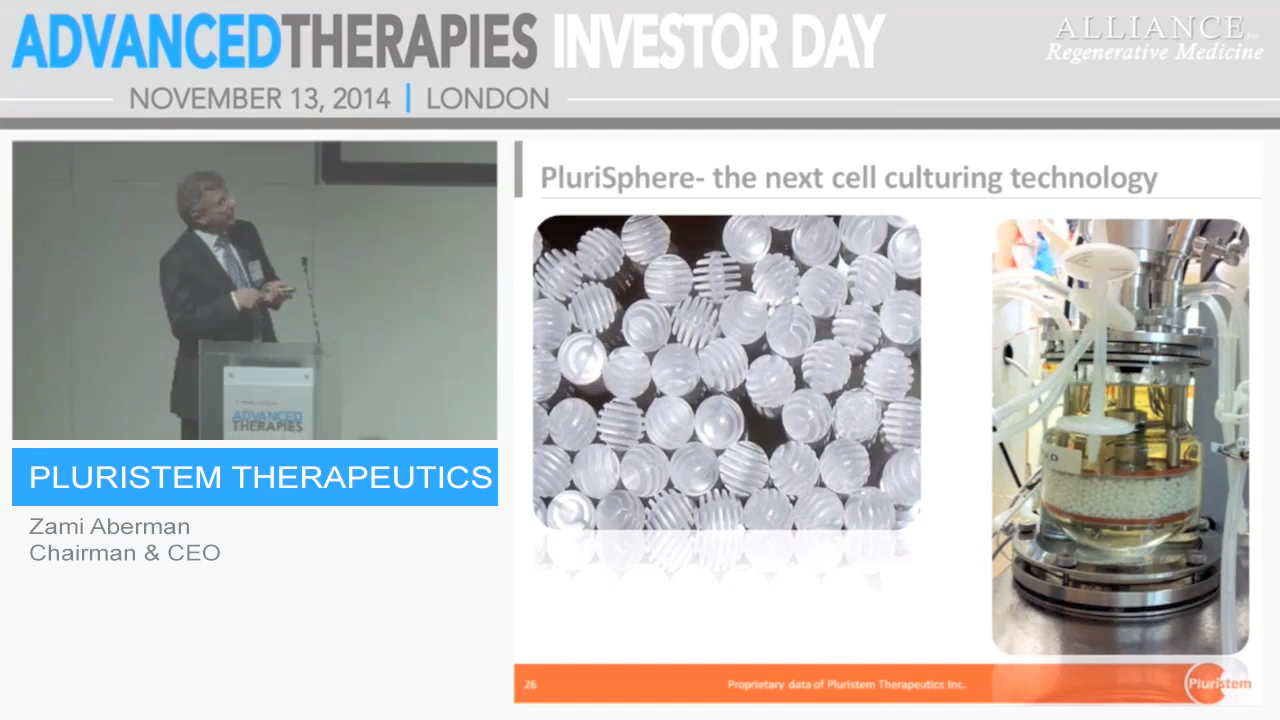 ADVANCEDTHERAPIES INVESTOR DAY
ALLIANCE for
Regenerative Medicine
NOVEMBER 13, 2014 | LONDON
PluriSphere- the next cell culturing technology
ADVANCED
THERAPIES
PLURISTEM THERAPEUTICS
Zami Aberman
Chairman & CEO
26
Proprietary data of Pluristem Therapeutics Inc.
Pluristem